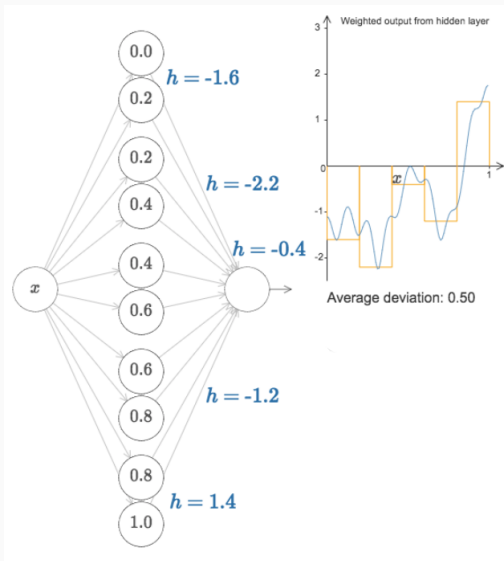 0.0
h = -1.6
0.2
0.2
h = -2.2
0.4
h = -0.4
0.4
x
0.6
0.6
h = -1.2
0.8
0.8
h = 1.4
1.0
Weighted output from hidden layer
3
2
1
0
x
1
-1
-2
Average deviation: 0.50